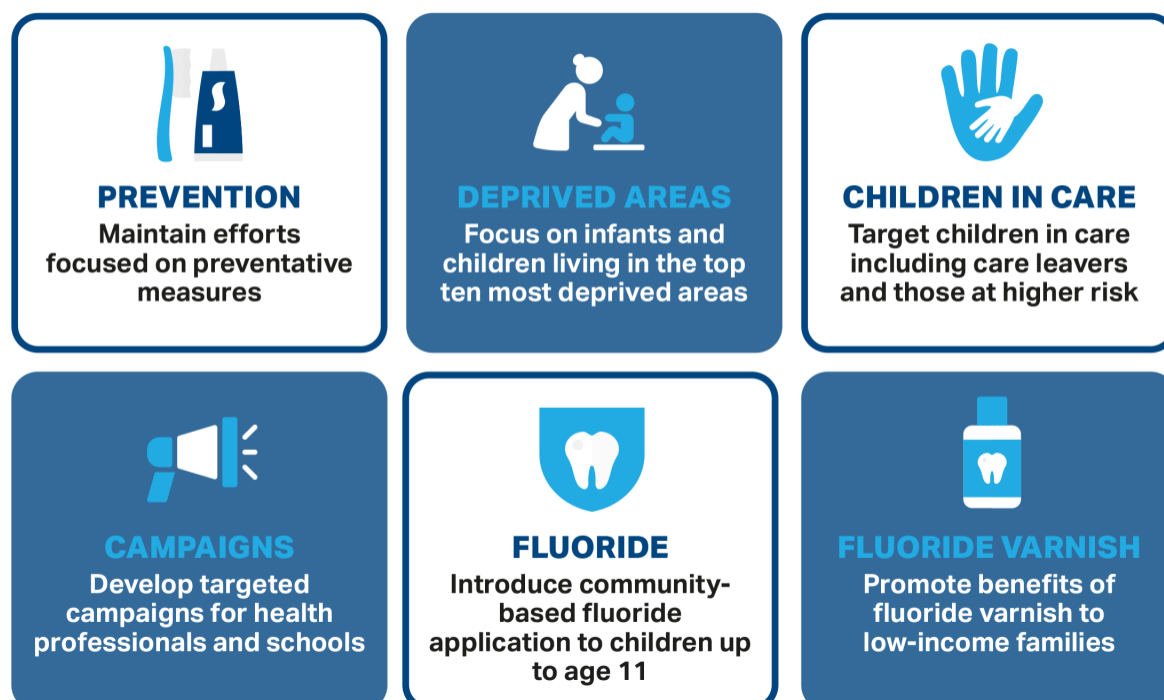 PREVENTION
Maintain efforts
focused on preventative
measures
DEPRIVED AREAS
Focus on infants and
children living in the top
ten most deprived areas
CHILDREN IN CARE
Target children in care
including care leavers
and those at higher risk
CAMPAIGNS
Develop targeted
campaigns for health
professionals and schools
FLUORIDE
Introduce community-
based fluoride
application to children up
to age 11
FLUORIDE VARNISH
Promote benefits of
fluoride varnish to
low-income families